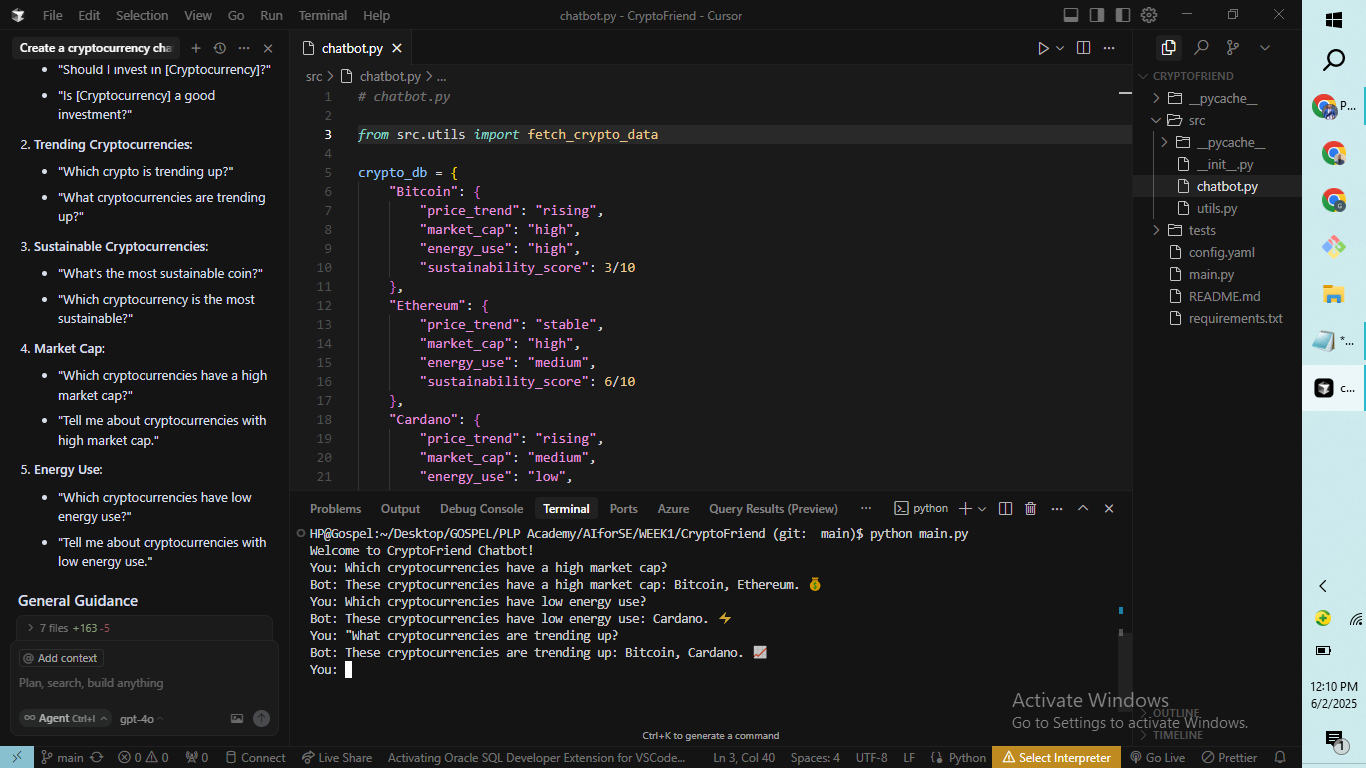 File Edit Selection View Go Run Terminal Help
chatbot.py - CryptoFriend - Cursor
Create a cryptocurrency cha
• "Should I invest in [Cryptocurrency]?"
• "Is [Cryptocurrency] a good
investment?"
2. Trending Cryptocurrencies:
• "Which crypto is trending up?"
• "What cryptocurrencies are trending
up?"
3. Sustainable Cryptocurrencies:
• "What's the most sustainable coin?"
• "Which cryptocurrency is the most
sustainable?"
4. Market Cap:
• "Which cryptocurrencies have a high
market cap?"
• "Tell me about cryptocurrencies with
high market cap."
5. Energy Use:
• "Which cryptocurrencies have low
energy use?"
• "Tell me about cryptocurrencies with
low energy use."
General Guidance
7 files +163 -5
@ Add context
Plan, search, build anything
∞ Agent Ctrl+I
gpt-4o
chatbot.py
src > chatbot.py > ...
1 # chatbot.py
2
3 from src.utils import fetch_crypto_data
4
5 crypto_db = {
6 "Bitcoin": {
7 "price_trend": "rising",
8 "market_cap": "high",
9 "energy_use": "high",
10 "sustainability_score": 3/10
11 },
12 "Ethereum": {
13 "price_trend": "stable",
14 "market_cap": "high",
15 "energy_use": "medium",
16 "sustainability_score": 6/10
17 },
18 "Cardano": {
19 "price_trend": "rising",
20 "market_cap": "medium",
21 "energy_use": "low",
Problems Output Debug Console Terminal Ports Azure Query Results (Preview) ... python
HP@Gospel:~/Desktop/GOSPEL/PLP Academy/AIforSE/WEEK1/CryptoFriend (git: main)$ python main.py
Welcome to CryptoFriend Chatbot!
You: Which cryptocurrencies have a high market cap?
Bot: These cryptocurrencies have a high market cap: Bitcoin, Ethereum. 💰
You: Which cryptocurrencies have low energy use?
Bot: These cryptocurrencies have low energy use: Cardano. ⚡
You: "What cryptocurrencies are trending up?
Bot: These cryptocurrencies are trending up: Bitcoin, Cardano. 📈
You:
Ctrl+K to generate a command
CRYPTOFRIEND
__pycache__
src
__pycache__
__init__.py
chatbot.py
utils.py
tests
config.yaml
main.py
README.md
requirements.txt
OUTLINE
TIMELINE
Activate Windows
Go to Settings to activate Windows.
main 0 0 0 Connect Live Share Activating Oracle SQL Developer Extension for VSCode... Ln 3, Col 40 Spaces: 4 UTF-8 LF {} Python Select Interpreter Go Live Prettier
P...
*...
c...
12:10 PM
6/2/2025
1